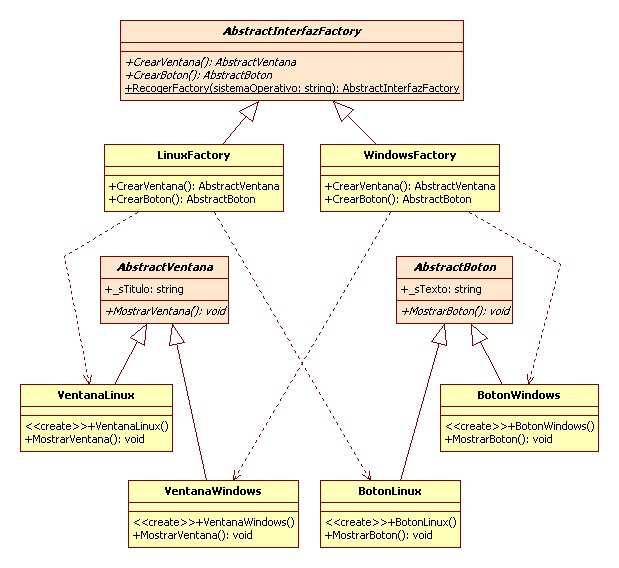 AbstractInterfazFactory
+CrearVentana(): AbstractVentana
+CrearBoton(): AbstractBoton
+RecogerFactory(sistemaOperativo: string): AbstractInterfazFactory
LinuxFactory
+CrearVentana(): AbstractVentana
+CrearBoton(): AbstractBoton
WindowsFactory
+CrearVentana(): AbstractVentana
+CrearBoton(): AbstractBoton
AbstractVentana
+_sTitulo: string
+MostrarVentana(): void
AbstractBoton
+_sTexto: string
+MostrarBoton(): void
VentanaLinux
<<create>>+VentanaLinux()
+MostrarVentana(): void
BotonWindows
<<create>>+BotonWindows()
+MostrarBoton(): void
VentanaWindows
<<create>>+VentanaWindows()
+MostrarVentana(): void
BotonLinux
<<create>>+BotonLinux()
+MostrarBoton(): void